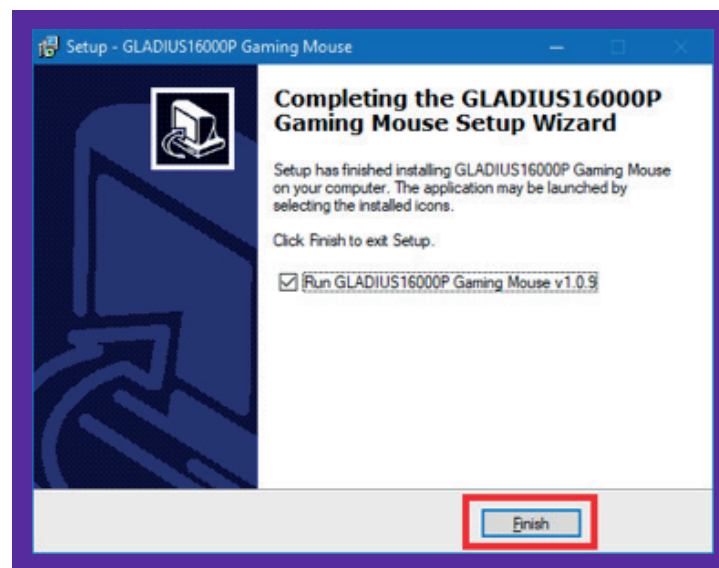 Setup - GLADIUS16000P Gaming Mouse
Completing the GLADIUS16000P
Gaming Mouse Setup Wizard
Setup has finished installing GLADIUS16000P Gaming Mouse
on your computer. The application may be launched by
selecting the installed icons.
Click Finish to exit Setup.
Run GLADIUS16000P Gaming Mouse v1.0.9
Finish